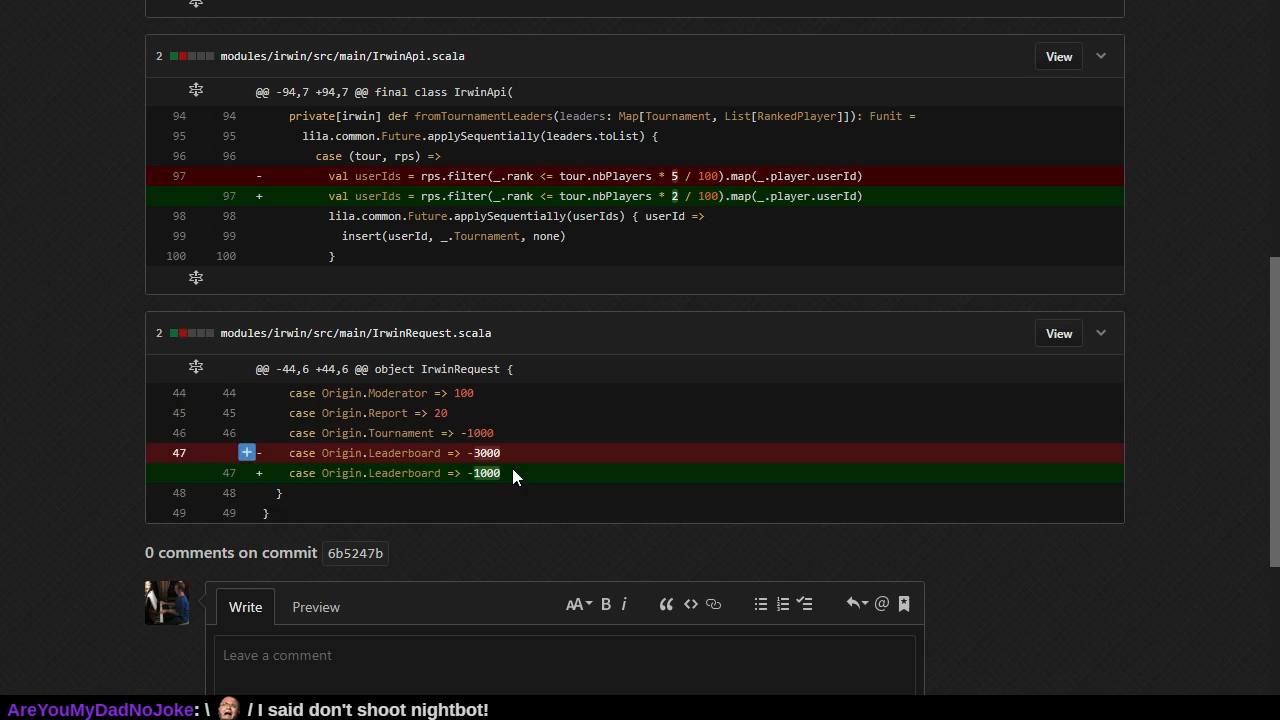 2 modules/irwin/src/main/IrwinApi.scala View
@@ -94,7 +94,7 @@ final class IrwinApi(
94 94 private[irwin] def fromTournamentLeaders(leaders: Map[Tournament, List[RankedPlayer]]): Funit =
95 95 lila.common.Future.applySequentially(leaders.toList) {
96 96 case (tour, rps) =>
97 - val userIds = rps.filter(_.rank <= tour.nbPlayers * 5 / 100).map(_.player.userId)
97 + val userIds = rps.filter(_.rank <= tour.nbPlayers * 2 / 100).map(_.player.userId)
98 98 lila.common.Future.applySequentially(userIds) { userId =>
99 99 insert(userId, _.Tournament, none)
100 100 }
2 modules/irwin/src/main/IrwinRequest.scala View
@@ -44,6 +44,6 @@ object IrwinRequest {
44 44 case Origin.Moderator => 100
45 45 case Origin.Report => 20
46 46 case Origin.Tournament => -1000
47 + - case Origin.Leaderboard => -3000
47 + case Origin.Leaderboard => -1000
48 48 }
49 49 }
0 comments on commit 6b5247b
Write Preview AA B i “ <> @
Leave a comment
AreYouMyDadNoJoke: \ / I said don't shoot nightbot!